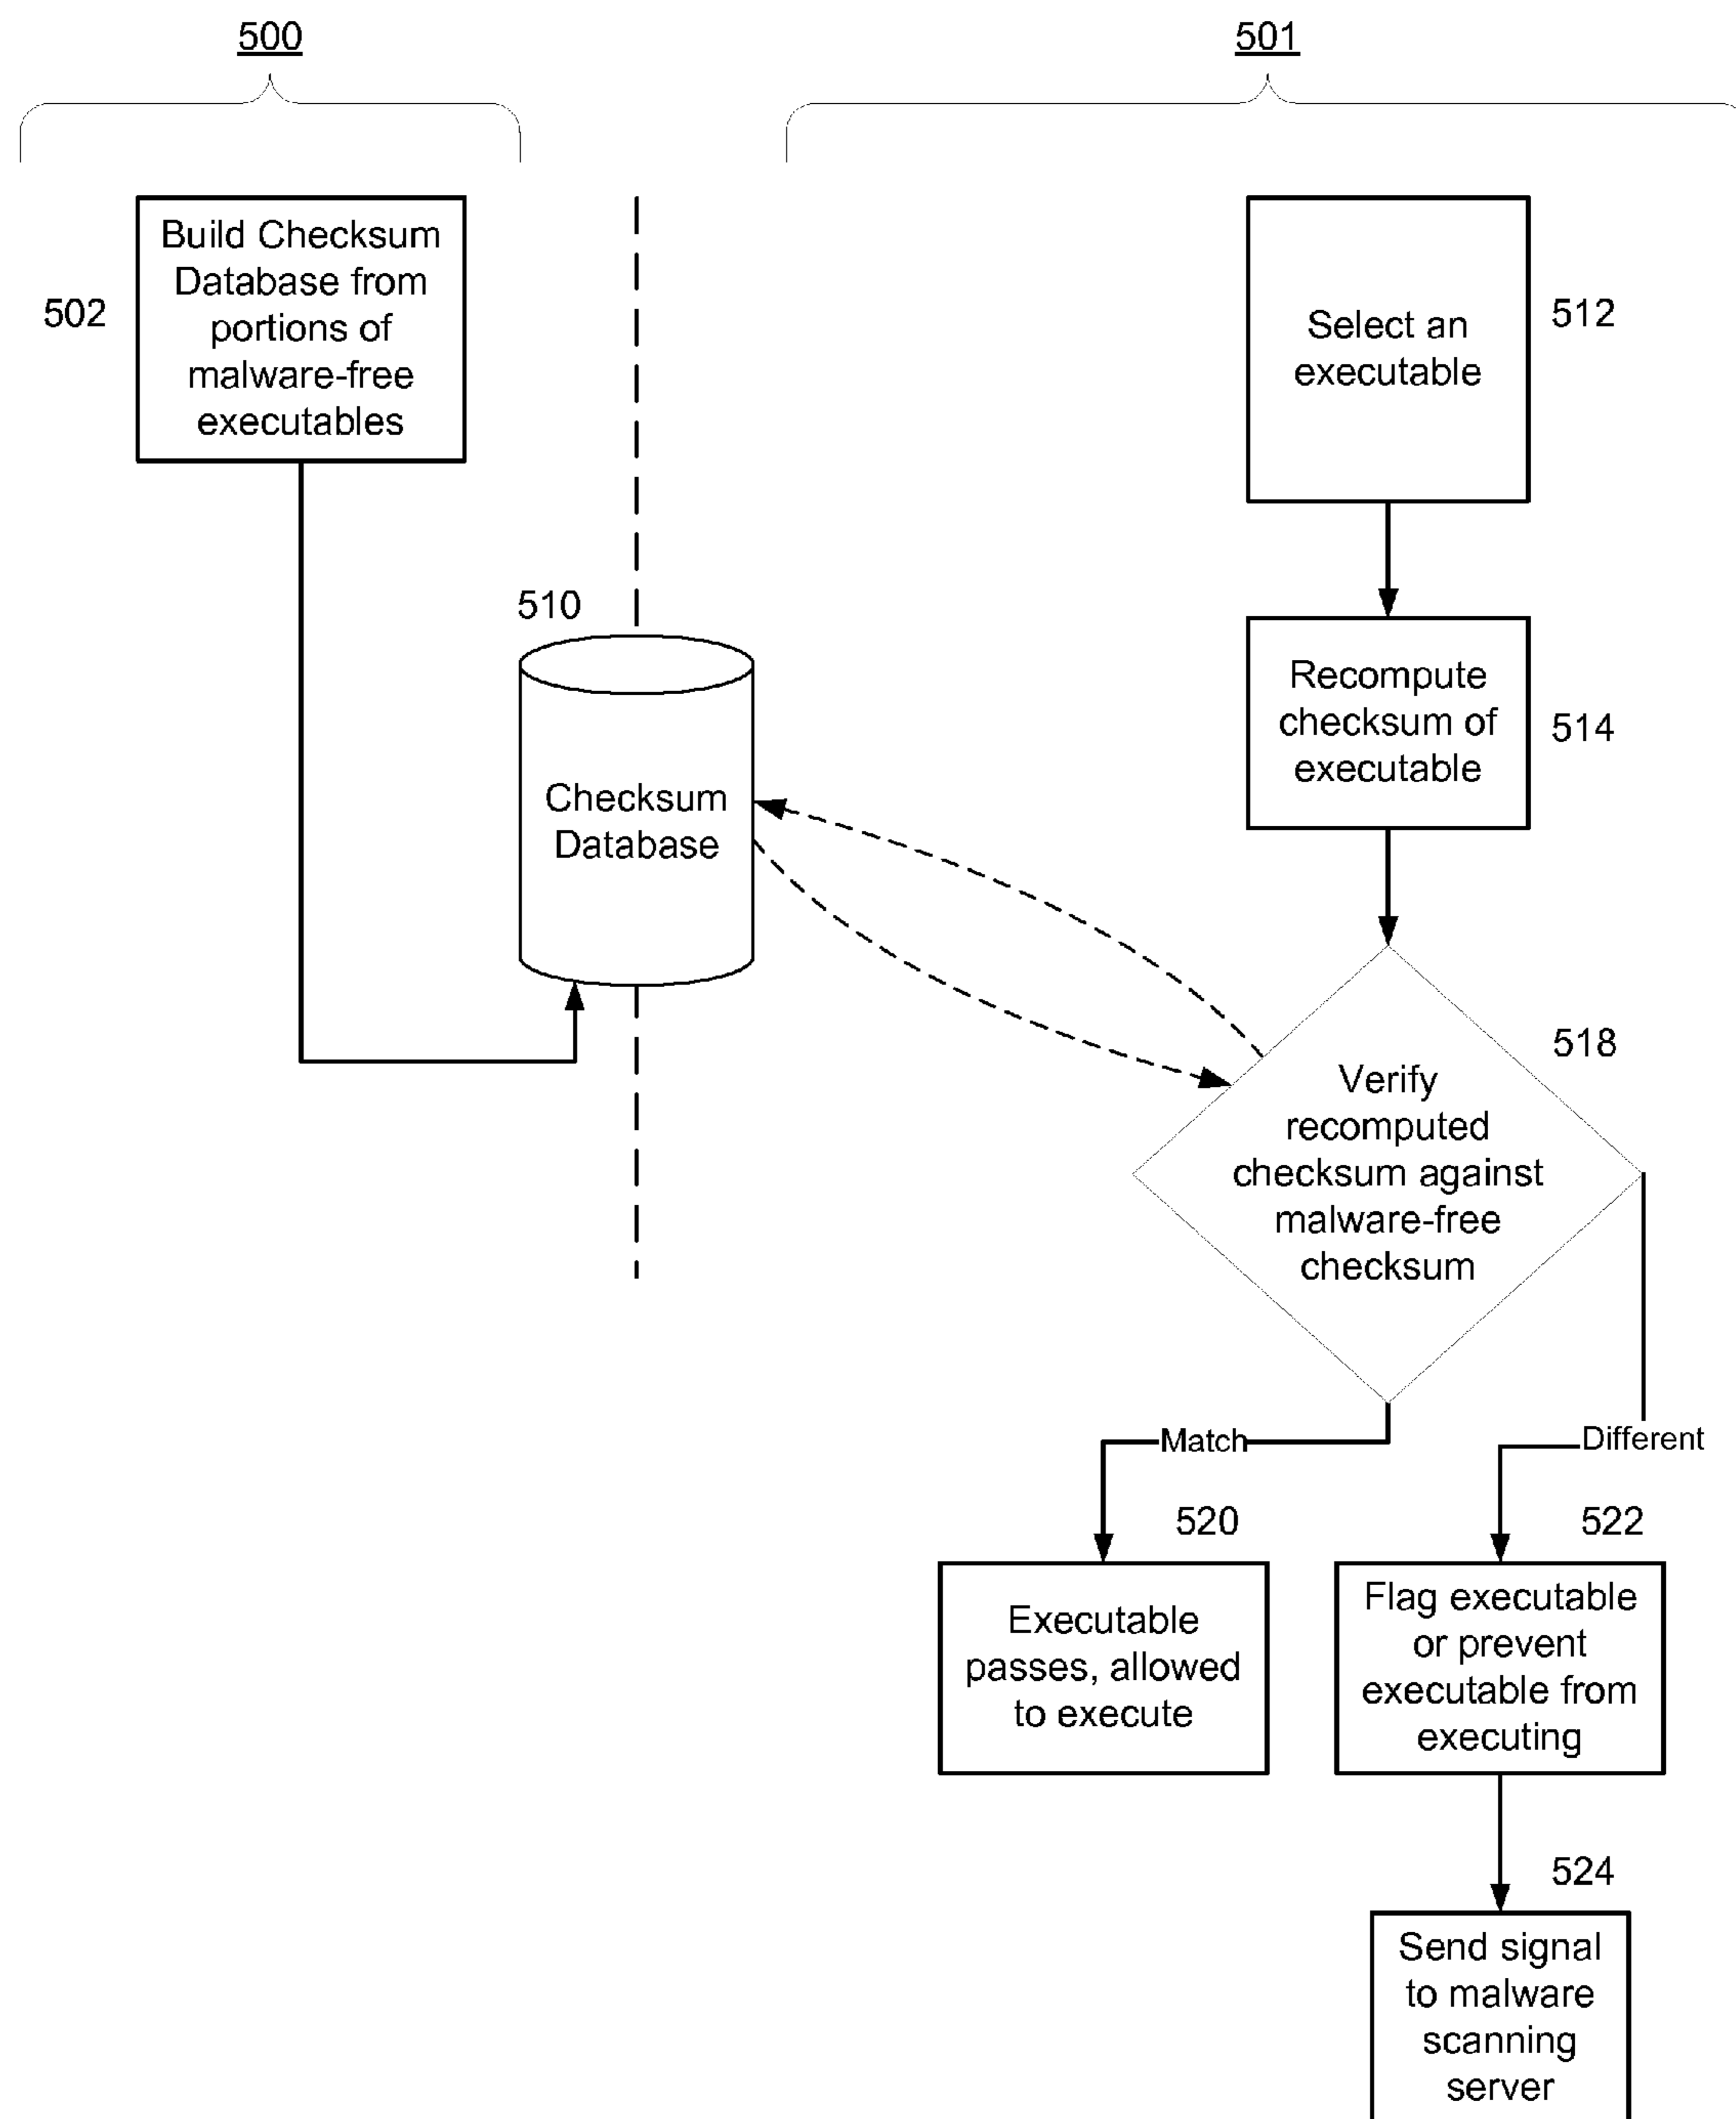 500
501
Build Checksum
Database from
portions of
malware-free
executables
502
Select an
executable
512
510
Checksum
Database
Recompute
checksum of
executable
514
518
Verify
recomputed
checksum against
malware-free
checksum
Match
Different
520
522
Executable
passes, allowed
to execute
Flag executable
or prevent
executable from
executing
524
Send signal
to malware
scanning
server